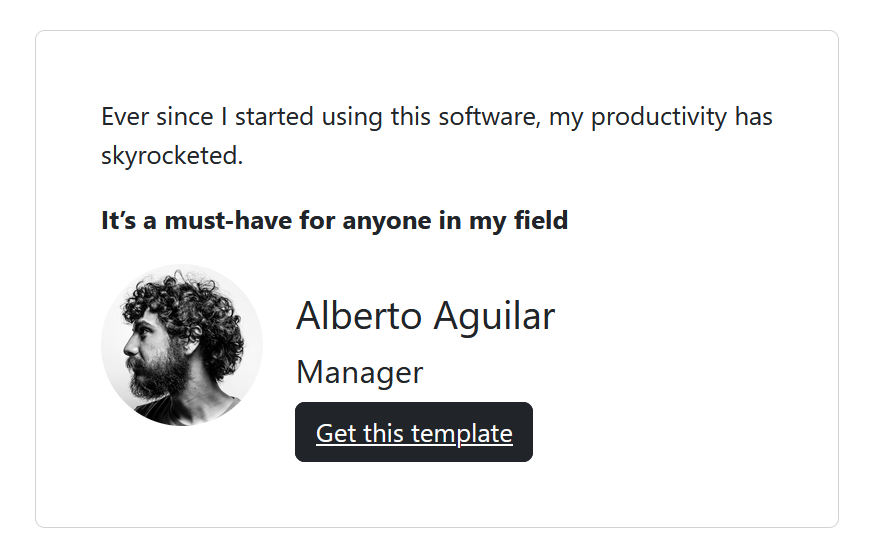 Ever since I started using this software, my productivity has
skyrocketed.
It’s a must-have for anyone in my field
Alberto Aguilar
Manager
Get this template